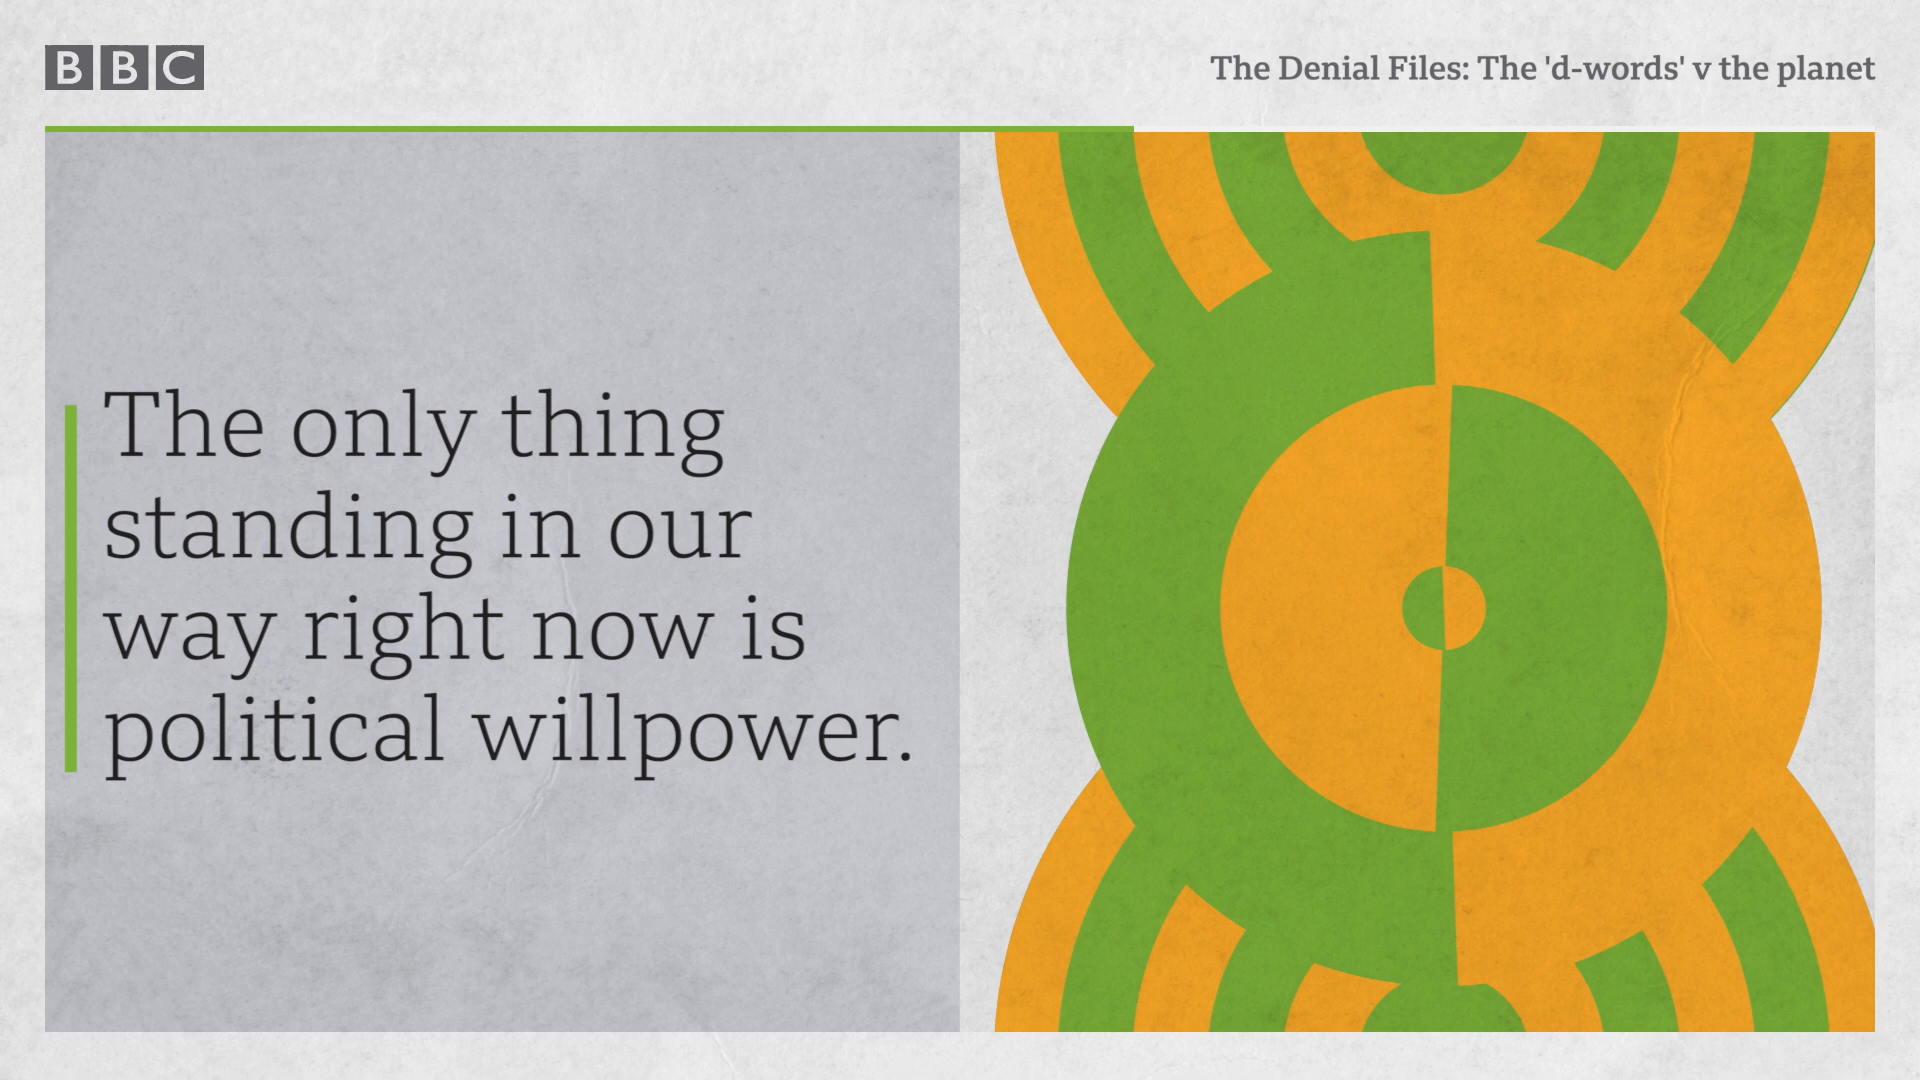 BBC
The Denial Files: The 'd-words' v the planet
The only thing
standing in our
way right now is
political willpower.